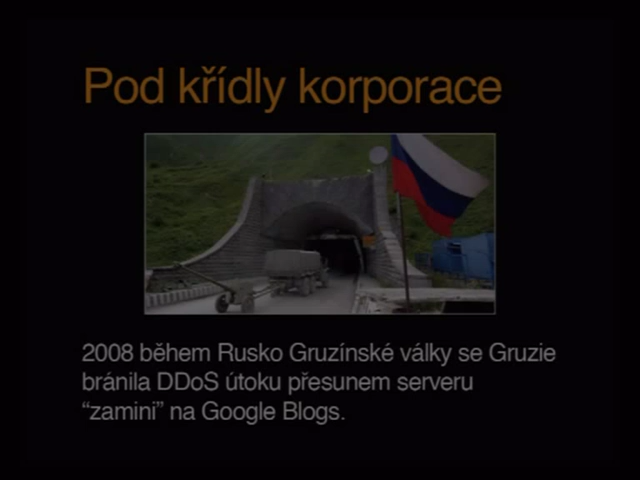 Pod křídly korporace
2008 během Rusko Gruzínské války se Gruzie
bránila DDoS útoku přesunem serveru
“zamini” na Google Blogs.